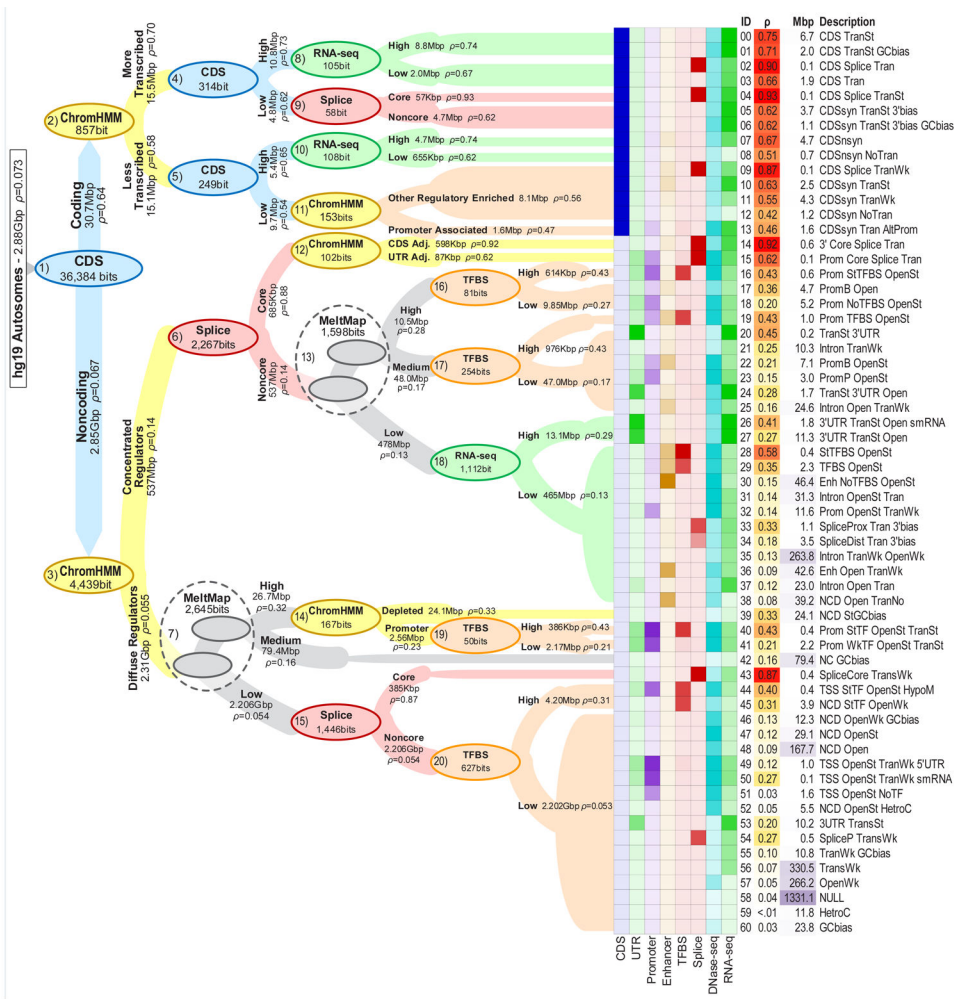 hg19 Autosomes - 2.88Gbp ρ=0.073
1) CDS
36,384 bits
Coding
30.7Mbp
ρ=0.64
Noncoding
2.85Gbp ρ=0.067
2) ChromHMM
857bit
3) ChromHMM
4,439bit
More
Transcribed
15.5Mbp ρ=0.70
Less
Transcribed
15.1Mbp ρ=0.58
4) CDS
314bit
5) CDS
249bit
High
10.8Mbp
ρ=0.73
Low
4.8Mbp
ρ=0.62
High
5.4Mbp
ρ=0.65
Low
9.7Mbp
ρ=0.54
8) RNA-seq
105bit
High 8.8Mbp ρ=0.74
Low 2.0Mbp ρ=0.67
9) Splice
58bit
Core 57Kbp ρ=0.93
Noncore 4.7Mbp ρ=0.62
10) RNA-seq
108bit
High 4.7Mbp ρ=0.74
Low 655Kbp ρ=0.62
11) ChromHMM
153bits
Other Regulatory Enriched 8.1Mbp ρ=0.56
Promoter Associated 1.6Mbp ρ=0.47
Concentrated
Regulators
537Mbp ρ=0.14
Diffuse Regulators
2.31Gbp ρ=0.055
6) Splice
2,267bits
Core
685Kbp
ρ=0.88
Noncore
537Mbp
ρ=0.14
12) ChromHMM
102bits
CDS Adj. 598Kbp ρ=0.92
UTR Adj. 87Kbp ρ=0.62
MeltMap
1,598bits
13)
High
10.5Mbp
ρ=0.28
Medium
48.0Mbp
ρ=0.17
Low
478Mbp
ρ=0.13
16) TFBS
81bits
High 614Kbp ρ=0.43
Low 9.85Mbp ρ=0.27
17) TFBS
254bits
High 976Kbp ρ=0.43
Low 47.0Mbp ρ=0.17
18) RNA-seq
1,112bit
High 13.1Mbp ρ=0.29
Low 465Mbp ρ=0.13
MeltMap
2,645bits
7)
High
26.7Mbp
ρ=0.32
Medium
79.4Mbp
ρ=0.16
Low
2.206Gbp
ρ=0.054
14) ChromHMM
167bits
Depleted 24.1Mbp ρ=0.33
Promoter
2.56Mbp
ρ=0.23
19) TFBS
50bits
High 386Kbp ρ=0.43
Low 2.17Mbp ρ=0.21
15) Splice
1,446bits
Core
385Kbp
ρ=0.87
Noncore
2.206Gbp
ρ=0.054
20) TFBS
627bits
High 4.20Mbp ρ=0.31
Low 2.202Gbp ρ=0.053
ID ρ Mbp Description
00 0.75 6.7 CDS TranSt
01 0.71 2.0 CDS TranSt GCbias
02 0.90 0.1 CDS Splice Tran
03 0.66 1.9 CDS Tran
04 0.93 0.1 CDS Splice TranSt
05 0.62 3.7 CDSsyn TranSt 3'bias
06 0.62 1.1 CDSsyn TranSt 3'bias GCbias
07 0.67 4.7 CDSnsyn
08 0.51 0.7 CDSnsyn NoTran
09 0.87 0.1 CDS Splice TranWk
10 0.63 2.5 CDSsyn TranSt
11 0.55 4.3 CDSsyn TranWk
12 0.42 1.2 CDSsyn NoTran
13 0.46 1.6 CDSsyn Tran AltProm
14 0.92 0.6 3' Core Splice Tran
15 0.62 0.1 Prom Core Splice Tran
16 0.43 0.6 Prom StTFBS OpenSt
17 0.36 4.7 PromB Open
18 0.20 5.2 Prom NoTFBS OpenSt
19 0.43 1.0 Prom TFBS OpenSt
20 0.45 0.2 TranSt 3'UTR
21 0.25 10.3 Intron TranWk
22 0.21 7.1 PromB OpenSt
23 0.15 3.0 PromP OpenSt
24 0.28 1.7 TranSt 3'UTR Open
25 0.16 24.6 Intron Open TranWk
26 0.41 1.8 3'UTR TranSt Open smRNA
27 0.27 11.3 3'UTR TranSt Open
28 0.58 0.4 StTFBS OpenSt
29 0.35 2.3 TFBS OpenSt
30 0.15 46.4 Enh NoTFBS OpenSt
31 0.14 31.3 Intron OpenSt Tran
32 0.14 11.6 Prom OpenSt TranWk
33 0.33 1.1 SpliceProx Tran 3'bias
34 0.18 3.5 SpliceDist Tran 3'bias
35 0.13 263.8 Intron TranWk OpenWk
36 0.09 42.6 Enh Open TranWk
37 0.12 23.0 Intron Open Tran
38 0.08 39.2 NCD Open TranNo
39 0.33 24.1 NCD StGCbias
40 0.43 0.4 Prom StTF OpenSt TranSt
41 0.21 2.2 Prom WkTF OpenSt TranSt
42 0.16 79.4 NC GCbias
43 0.87 0.4 SpliceCore TransWk
44 0.40 0.4 TSS StTF OpenSt HypoM
45 0.31 3.9 NCD StTF OpenWk
46 0.13 12.3 NCD OpenWk GCbias
47 0.12 29.1 NCD OpenSt
48 0.09 167.7 NCD Open
49 0.12 1.0 TSS OpenSt TranWk 5'UTR
50 0.27 0.1 TSS OpenSt TranWk smRNA
51 0.03 1.6 TSS OpenSt NoTF
52 0.05 5.5 NCD OpenSt HetroC
53 0.20 10.2 3UTR TransSt
54 0.27 0.5 SpliceP TransWk
55 0.10 10.8 TranWk GCbias
56 0.07 330.5 TransWk
57 0.05 266.2 OpenWk
58 0.04 1331.1 NULL
59 <.01 11.8 HetroC
60 0.03 23.8 GCbias
CDS
UTR
Promoter
Enhancer
TFBS
Splice
DNase-seq
RNA-seq